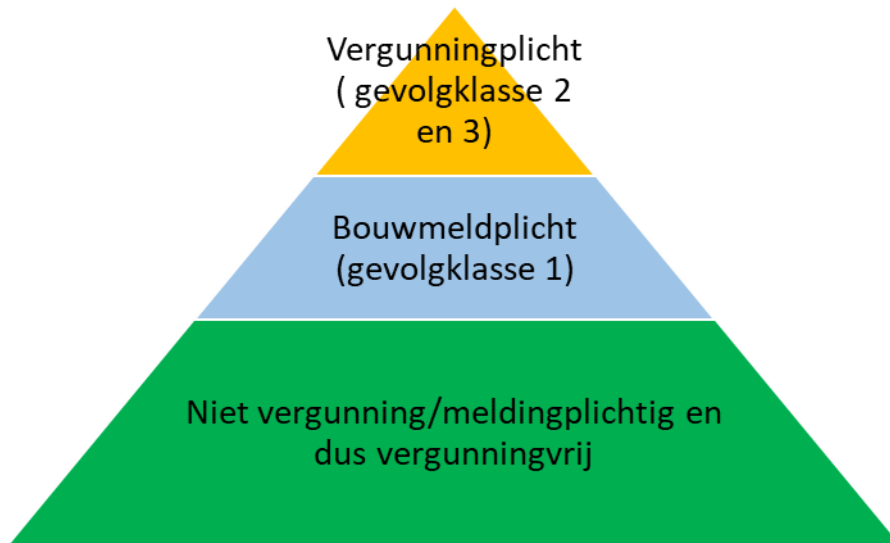 Vergunningplicht
( gevolgklasse 2
en 3)
Bouwmeldplicht
(gevolgklasse 1)
Niet vergunning/meldingplichtig en
dus vergunningvrij